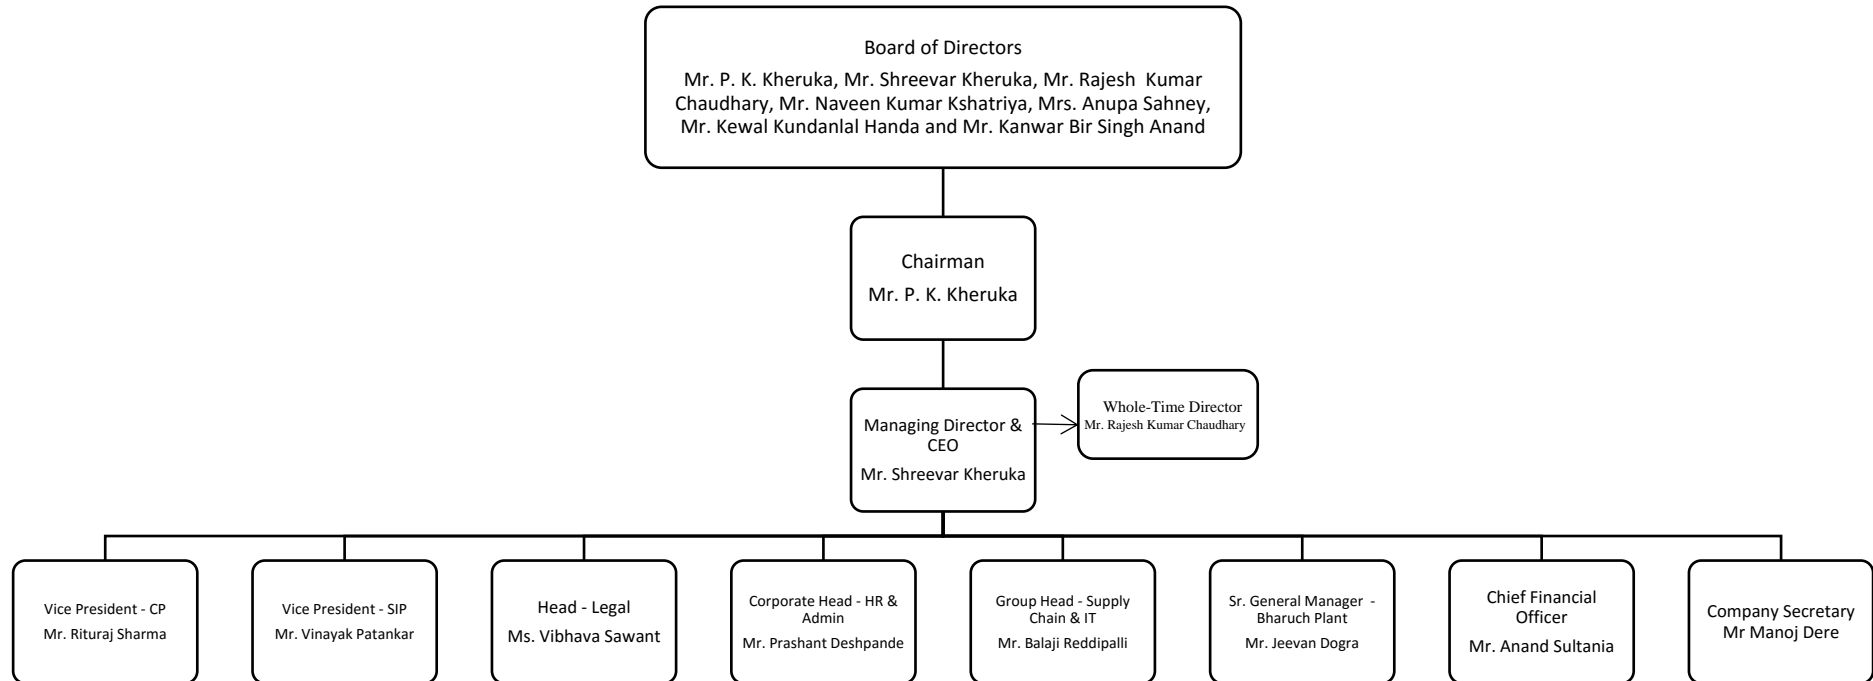 Board of Directors
Mr. P. K. Kheruka, Mr. Shreevar Kheruka, Mr. Rajesh  Kumar
Chaudhary, Mr. Naveen Kumar Kshatriya, Mrs. Anupa Sahney,
Mr. Kewal Kundanlal Handa and Mr. Kanwar Bir Singh Anand
Chairman
Mr. P. K. Kheruka
Managing Director &
CEO
Mr. Shreevar Kheruka
Whole-Time Director
Mr. Rajesh Kumar Chaudhary
Vice President - CP
Mr. Rituraj Sharma
Vice President - SIP
Mr. Vinayak Patankar
Head - Legal
Ms. Vibhava Sawant
Corporate Head - HR &
Admin
Mr. Prashant Deshpande
Group Head - Supply
Chain & IT
Mr. Balaji Reddipalli
Sr. General Manager  -
Bharuch Plant
Mr. Jeevan Dogra
Chief Financial
Officer
Mr. Anand Sultania
Company Secretary
Mr Manoj Dere